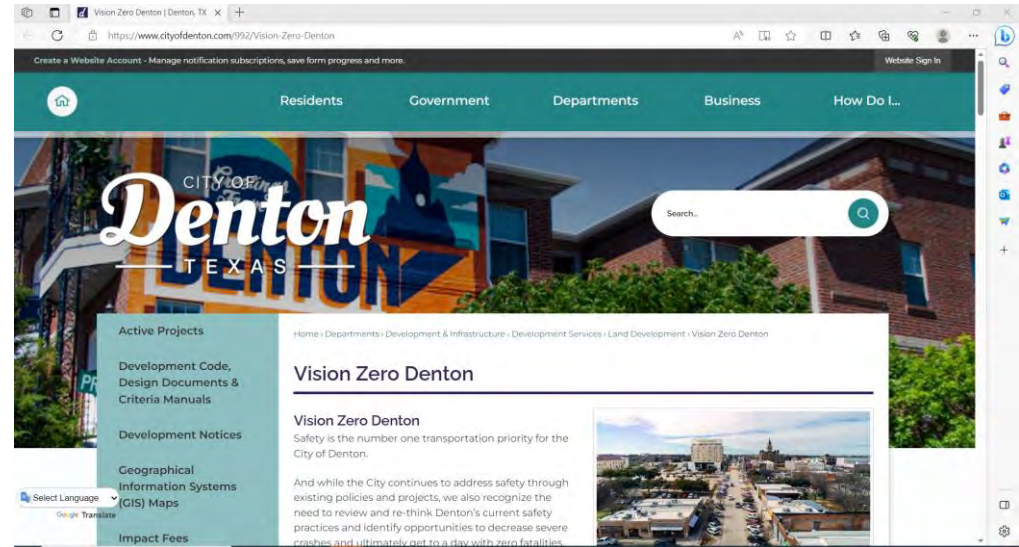 Vision Zero Denton | Denton, TX
https://www.cityofdenton.com/992/Vision-Zero-Denton
Create a Website Account - Manage notification subscriptions, save form progress and more.
Website Sign In
Residents
Government
Departments
Business
How Do I...
Greetings
CITY OF
Denton
TEXAS
DENTON
Search..
Active Projects
Development Code,
Design Documents &
Criteria Manuals
Development Notices
Geographical
Information Systems
(GIS) Maps
Impact Fees
Select Language
Google Translate
Home › Departments › Development & Infrastructure › Development Services › Land Development › Vision Zero Denton
Vision Zero Denton
Vision Zero Denton
Safety is the number one transportation priority for the
City of Denton.
And while the City continues to address safety through
existing policies and projects, we also recognize the
need to review and re-think Denton's current safety
practices and identify opportunities to decrease severe
crashes and ultimately get to a day with zero fatalities.